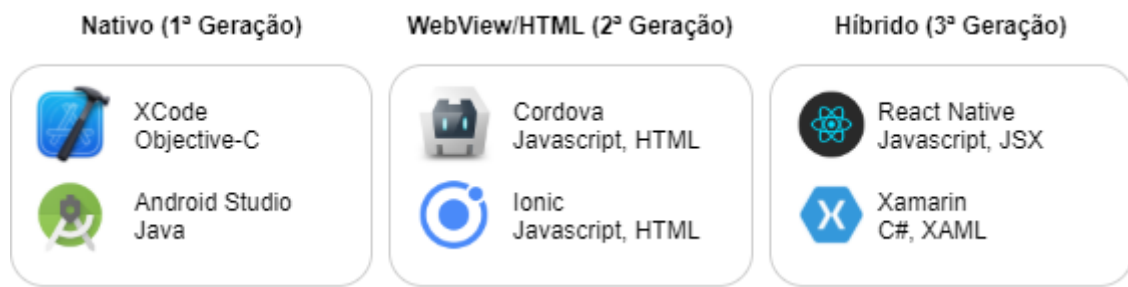 Nativo (1ª Geração)
WebView/HTML (2ª Geração)
Híbrido (3ª Geração)
XCode
Objective-C
Android Studio
Java
Cordova
Javascript, HTML
Ionic
Javascript, HTML
React Native
Javascript, JSX
Xamarin
C#, XAML